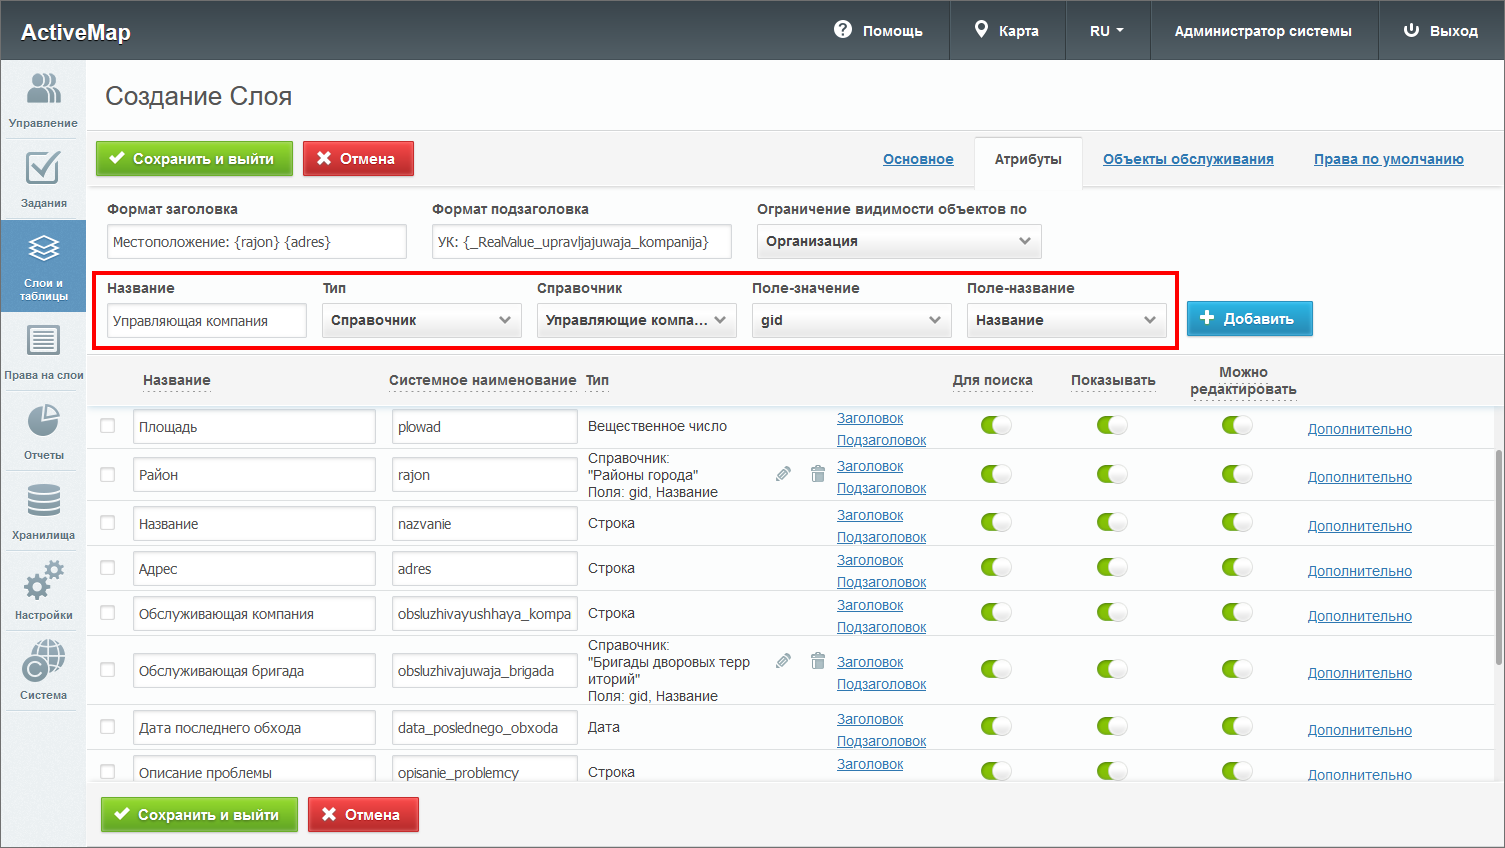 ActiveMap
Помощь
Карта
RU
Администратор системы
Выход
Управление
Задания
Слои и
таблицы
Права на слои
Отчеты
Хранилища
Настройки
Система
Создание Слоя
Сохранить и выйти
Отмена
Основное
Атрибуты
Объекты обслуживания
Права по умолчанию
Формат заголовка
Формат подзаголовка
Ограничение видимости объектов по
Местоположение: {rajon} {adres}
УК: {_RealValue_upravljajuwaja_kompanija}
Организация
Название
Тип
Справочник
Поле-значение
Поле-название
Управляющая компания
Справочник
Управляющие компа...
gid
Название
Добавить
Название
Системное наименование
Тип
Для поиска
Показывать
Можно
редактировать
Площадь
plowad
Вещественное число
Заголовок
Подзаголовок
Дополнительно
Район
rajon
Справочник:
"Районы города"
Поля: gid, Название
Заголовок
Подзаголовок
Дополнительно
Название
nazvanie
Строка
Заголовок
Подзаголовок
Дополнительно
Адрес
adres
Строка
Заголовок
Подзаголовок
Дополнительно
Обслуживающая компания
obsluzhivayushhaya_kompa
Строка
Заголовок
Подзаголовок
Дополнительно
Обслуживающая бригада
obsluzhivajuwaja_brigada
Справочник:
"Бригады дворовых терр
иторий"
Поля: gid, Название
Заголовок
Подзаголовок
Дополнительно
Дата последнего обхода
data_poslednego_obxoda
Дата
Заголовок
Подзаголовок
Дополнительно
Описание проблемы
opisanie_problemcy
Строка
Заголовок
Дополнительно
Сохранить и выйти
Отмена